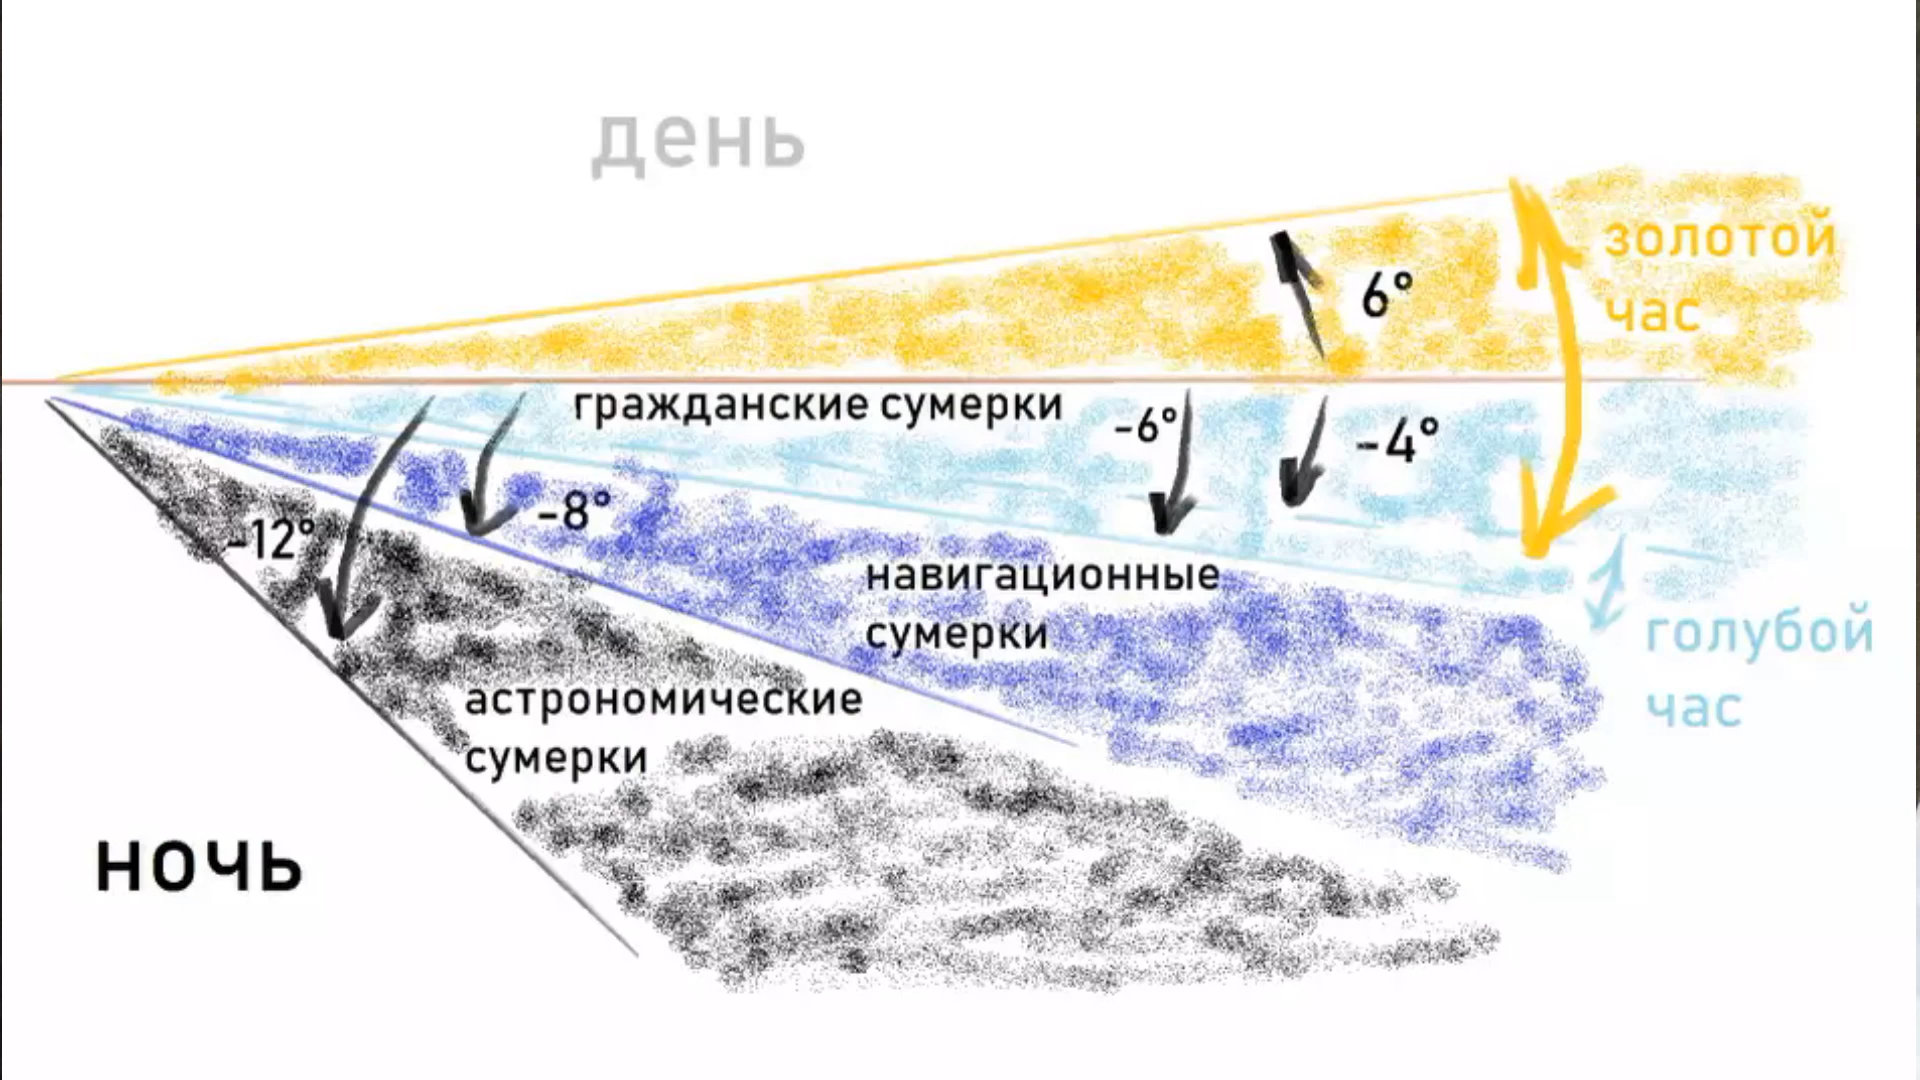 день
золотой
час
6°
гражданские сумерки
-6°
-4°
-8°
-12°
навигационные
сумерки
голубой
час
астрономические
сумерки
ночь